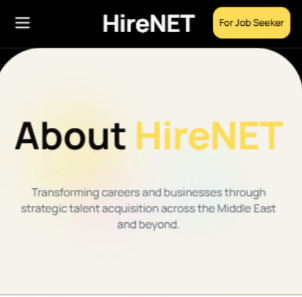 HireNET
For Job Seeker
About HireNET
Transforming careers and businesses through
strategic talent acquisition across the Middle East
and beyond.